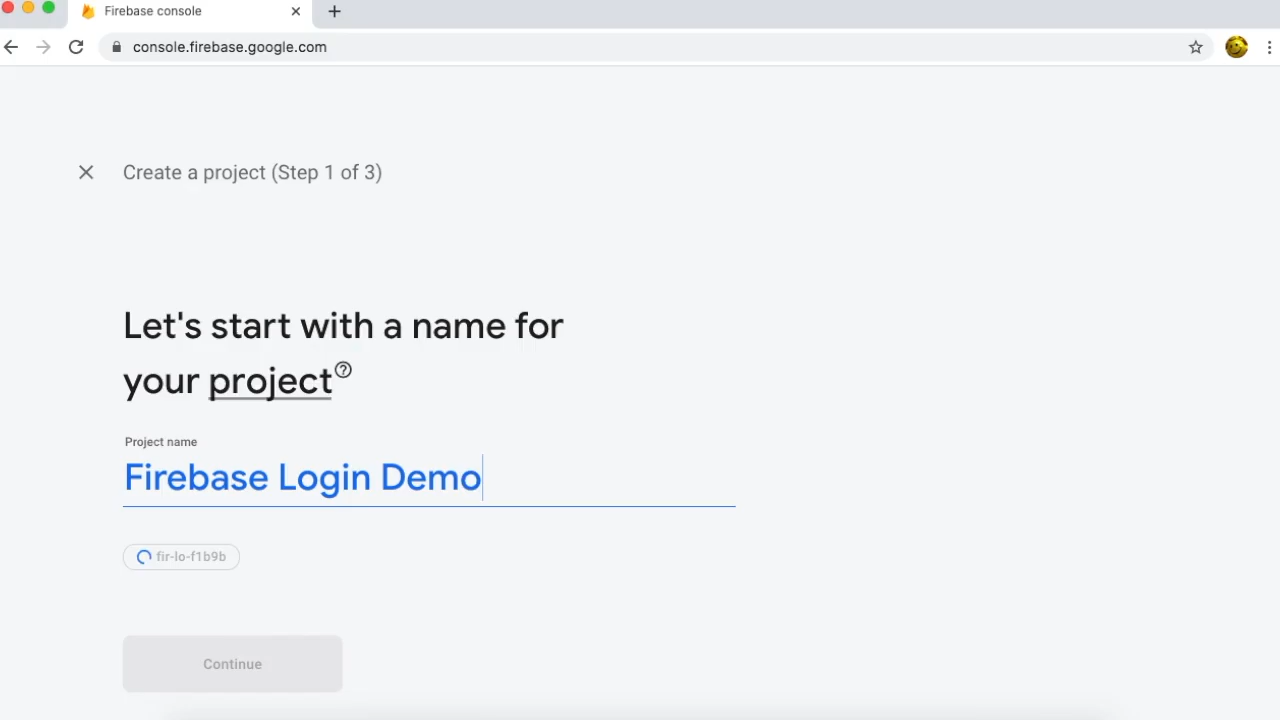 Firebase console
console.firebase.google.com
Create a project (Step 1 of 3)
Let's start with a name for
your project
Project name
Firebase Login Demo
fir-lo-f1b9b
Continue